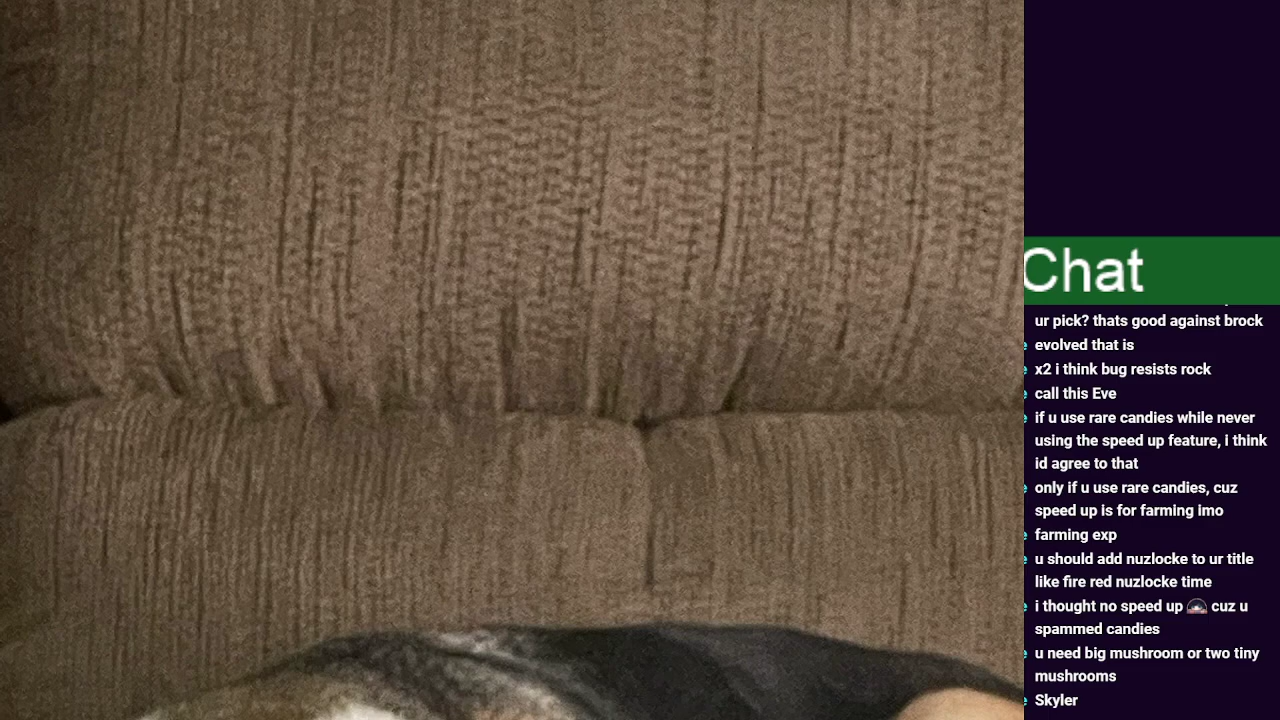 Chat
ur pick? thats good against brock
evolved that is
x2 i think bug resists rock
call this Eve
if u use rare candies while never
using the speed up feature, i think
id agree to that
only if u use rare candies, cuz
speed up is for farming imo
farming exp
u should add nuzlocke to ur title
like fire red nuzlocke time
i thought no speed up cuz u
spammed candies
u need big mushroom or two tiny
mushrooms
Skyler